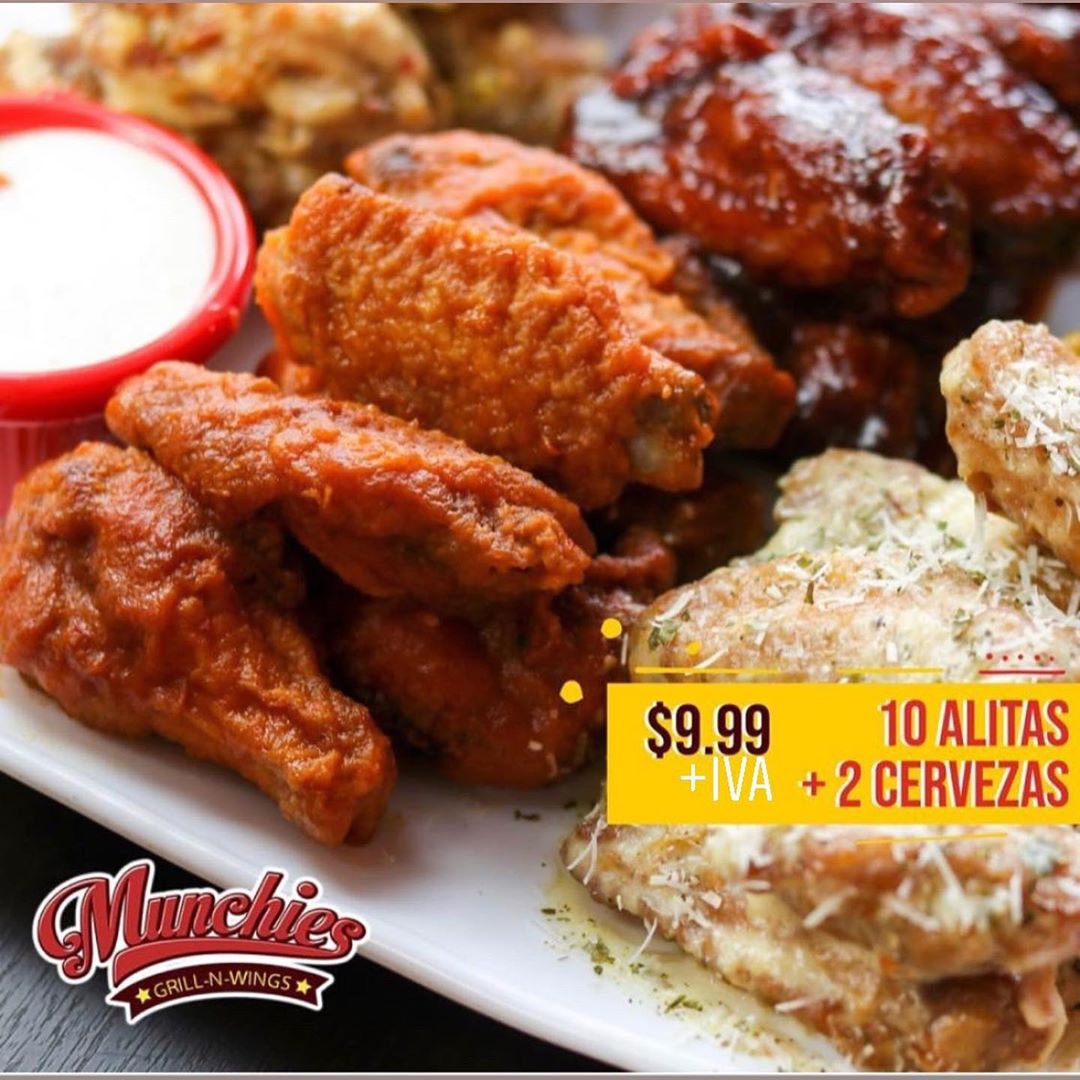 $9.99
+IVA
10 ALITAS
+ 2 CERVEZAS
Munchies
GRILL-N-WINGS